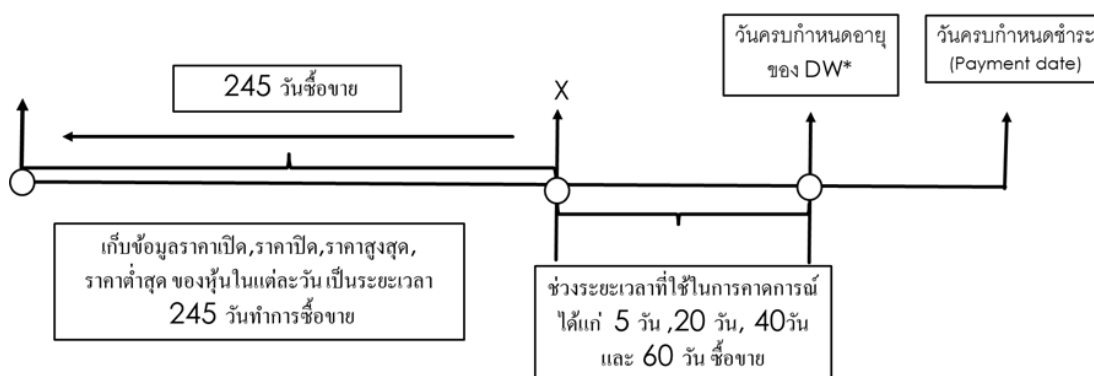 245 วันซื้อขาย
X
วันครบกำหนดอายุ
ของ DW*
วันครบกำหนดชำระ
(Payment date)
เก็บข้อมูลราคาเปิด,ราคาปิด,ราคาสูงสุด,
ราคาต่ำสุด ของหุ้นในแต่ละวัน เป็นระยะเวลา
245 วันทำการซื้อขาย
ช่วงระยะเวลาที่ใช้ในการคาดการณ์
ได้แก่ 5 วัน ,20 วัน, 40วัน
และ 60 วัน ซื้อขาย